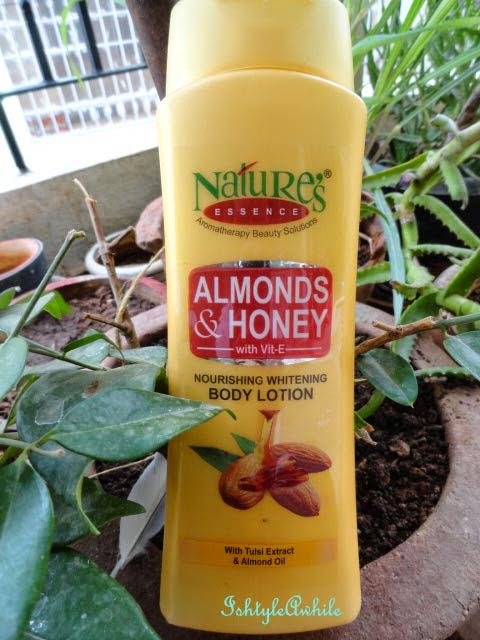 NATURE'S®
ESSENCE
Aromatherapy Beauty Solutions
ALMONDS
& HONEY
with Vit-E
NOURISHING WHITENING
BODY LOTION
With Tulsi Extract
& Almond Oil
IshtyleAwhile